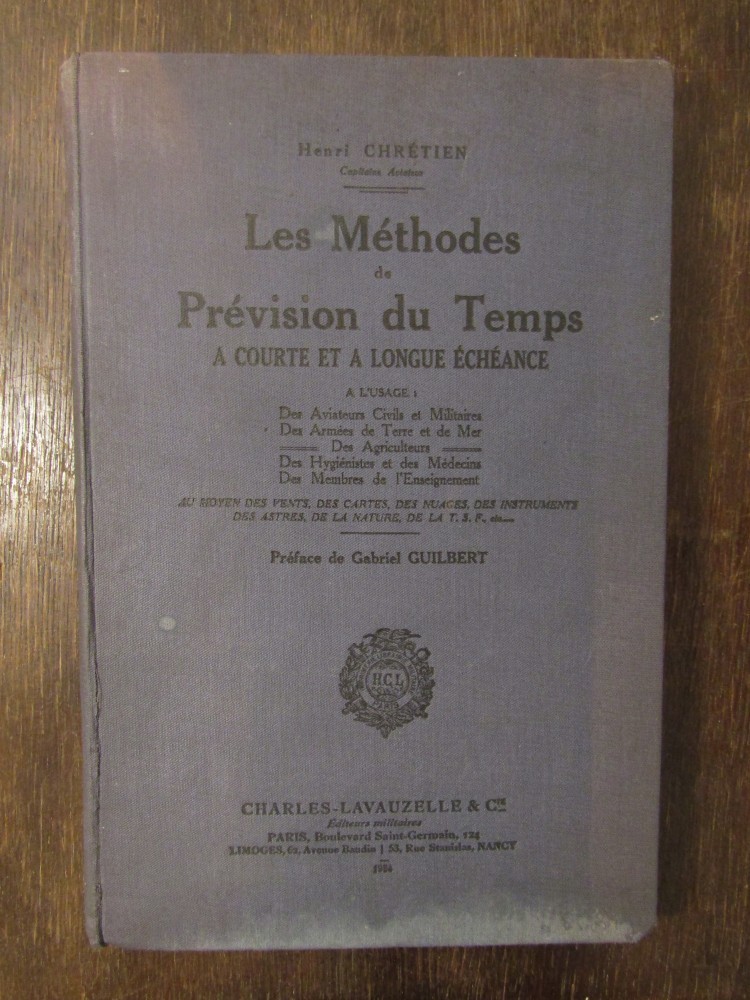 Henri CHRÉTIEN
Capitaine Aviateur
Les Méthodes
de
Prévision du Temps
A COURTE ET A LONGUE ÉCHÉANCE
A L'USAGE :
Des Aviateurs Civils et Militaires
Des Armées de Terre et de Mer
Des Agriculteurs
Des Hygiénistes et des Médecins
Des Membres de l'Enseignement
AU MOYEN DES VENTS, DES CARTES, DES NUAGES, DES INSTRUMENTS
DES ASTRES, DE LA NATURE, DE LA T. S. F., etc......
Préface de Gabriel GUILBERT
HCL
CHARLES-LAVAUZELLE & CIE
Éditeurs militaires
PARIS, Boulevard Saint-Germain, 124
LIMOGES, 62, Avenue Baudin | 53, Rue Stanislas, NANCY